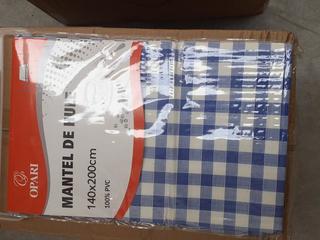 MANTEL DE HULE
140x200cm
100% PVC
OPARI